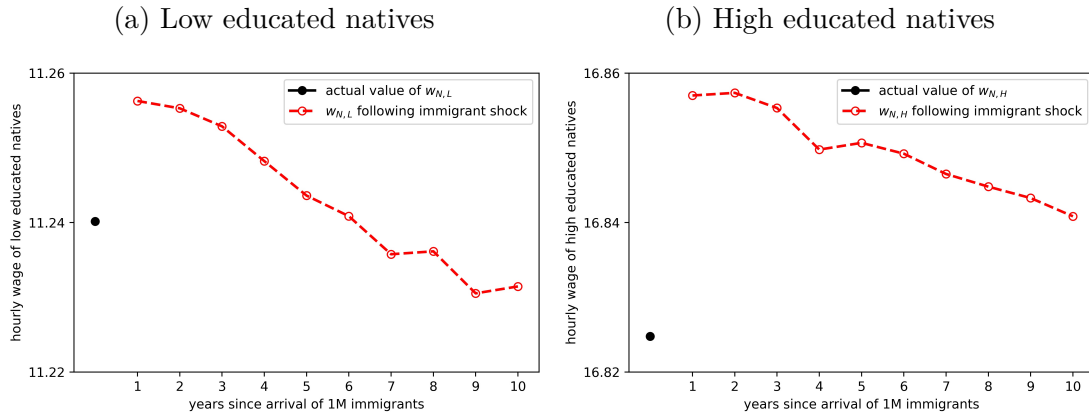 (a) Low educated natives
11.26
11.24
11.22
hourly wage of low educated natives
actual value of w_{N,L}
w_{N,L} following immigrant shock
1 2 3 4 5 6 7 8 9 10
years since arrival of 1M immigrants
(b) High educated natives
16.86
16.84
16.82
hourly wage of high educated natives
actual value of w_{N,H}
w_{N,H} following immigrant shock
1 2 3 4 5 6 7 8 9 10
years since arrival of 1M immigrants